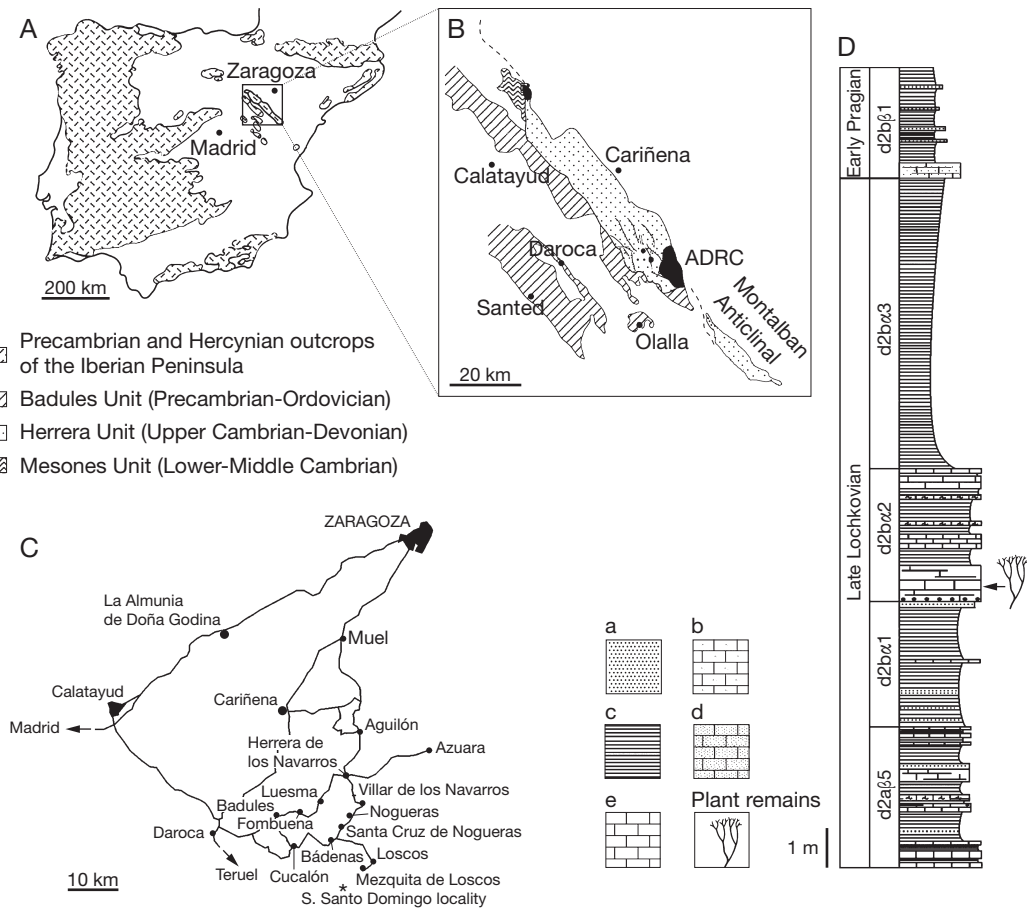 A
Zaragoza
Madrid
200 km
Precambrian and Hercynian outcrops
of the Iberian Peninsula
Badules Unit (Precambrian-Ordovician)
Herrera Unit (Upper Cambrian-Devonian)
Mesones Unit (Lower-Middle Cambrian)
B
Cariñena
Calatayud
Daroca
ADRC
Santed
Olalla
Montalban
Anticlinal
20 km
C
ZARAGOZA
La Almunia
de Doña Godina
Muel
Calatayud
Cariñena
Madrid
Aguilón
Herrera de
los Navarros
Azuara
Luesma
Villar de los Navarros
Badules
Nogueras
Fombuena
Santa Cruz de Nogueras
Daroca
Bádenas
Loscos
Teruel
Cucalón
Mezquita de Loscos
10 km
*
S. Santo Domingo locality
a
b
c
d
e
Plant remains
1 m
D
Early Pragian
d2bβ1
Late Lochkovian
d2bα3
d2bα2
d2bα1
d2aβ5